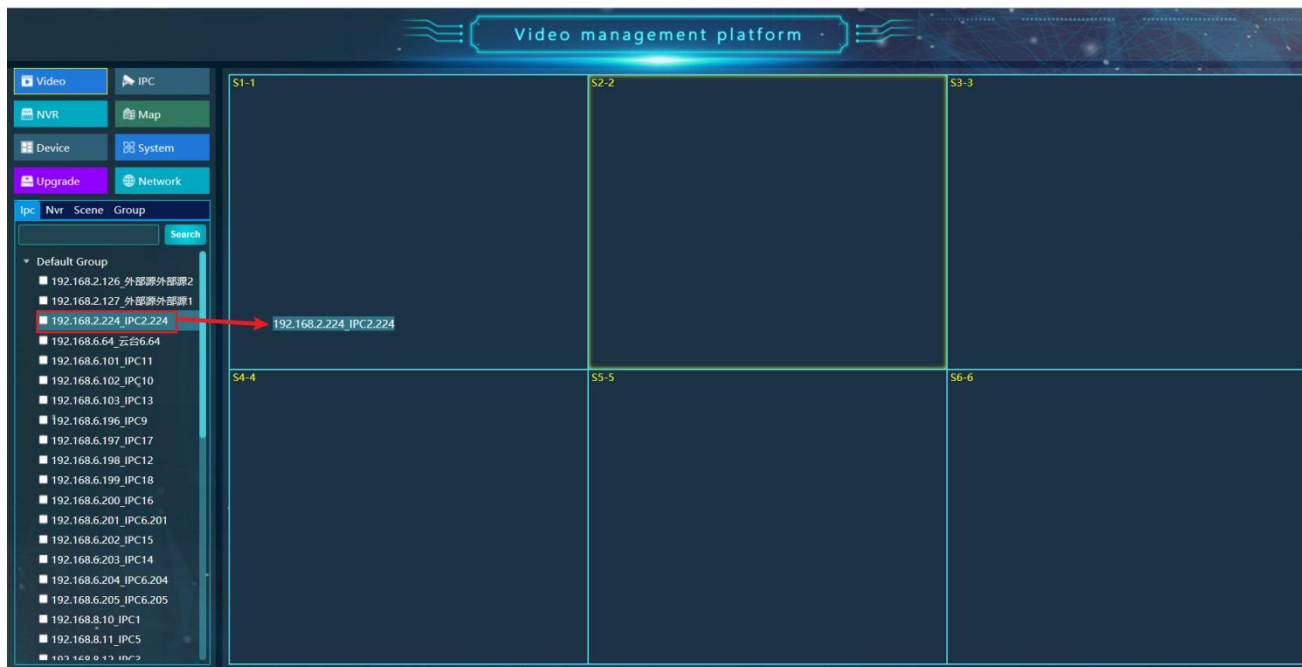 Video management platform
Video
IPC
NVR
Map
Device
System
Upgrade
Network
Ipc Nvr Scene Group
Search
Default Group
192.168.2.126_外部源外部源2
192.168.2.127_外部源外部源1
192.168.2.224_IPC2.224
192.168.6.64_云台6.64
192.168.6.101_IPC11
192.168.6.102_IPC10
192.168.6.103_IPC13
192.168.6.196_IPC9
192.168.6.197_IPC17
192.168.6.198_IPC12
192.168.6.199_IPC18
192.168.6.200_IPC16
192.168.6.201_IPC6.201
192.168.6.202_IPC15
192.168.6.203_IPC14
192.168.6.204_IPC6.204
192.168.6.205_IPC6.205
192.168.8.10_IPC1
192.168.8.11_IPC5
S1-1
S2-2
S3-3
192.168.2.224_IPC2.224
S4-4
S5-5
S6-6